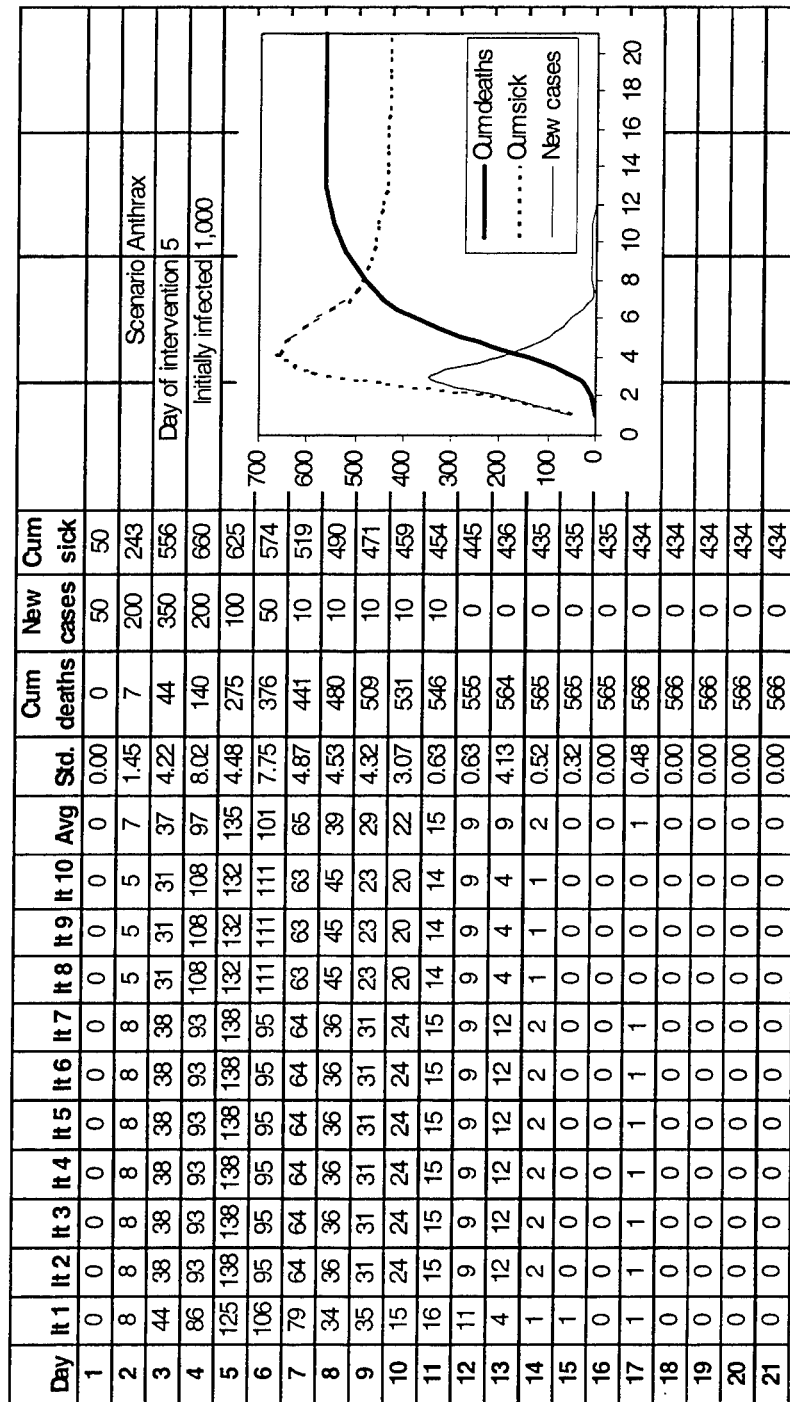 Day It 1 It 2 It 3 It 4 It 5 It 6 It 7 It 8 It 9 It 10 Avg Std. Cum deaths New cases Cum sick
1 0 0 0 0 0 0 0 0 0 0 0 0.00 0 50 50
2 8 8 8 8 8 8 8 5 5 5 7 1.45 7 200 243
3 44 38 38 38 38 38 38 31 31 31 37 4.22 44 350 556
4 86 93 93 93 93 93 93 108 108 108 97 8.02 140 200 660
5 125 138 138 138 138 138 138 132 132 132 135 4.48 275 100 625
6 106 95 95 95 95 95 95 111 111 111 101 7.75 376 50 574
7 79 64 64 64 64 64 64 63 63 63 65 4.87 441 10 519
8 34 36 36 36 36 36 36 45 45 45 39 4.53 480 10 490
9 35 31 31 31 31 31 31 23 23 23 29 4.32 509 10 471
10 15 24 24 24 24 24 24 20 20 20 22 3.07 531 10 459
11 16 15 15 15 15 15 15 14 14 14 15 0.63 546 10 454
12 11 9 9 9 9 9 9 9 9 9 9 0.63 555 0 445
13 4 12 12 12 12 12 12 4 4 4 9 4.13 564 0 436
14 1 2 2 2 2 2 2 1 1 1 2 0.52 565 0 435
15 1 0 0 0 0 0 0 0 0 0 0 0.32 565 0 435
16 0 0 0 0 0 0 0 0 0 0 0 0.00 565 0 435
17 1 1 1 1 1 1 1 0 0 0 1 0.48 566 0 434
18 0 0 0 0 0 0 0 0 0 0 0 0.00 566 0 434
19 0 0 0 0 0 0 0 0 0 0 0 0.00 566 0 434
20 0 0 0 0 0 0 0 0 0 0 0 0.00 566 0 434
21 0 0 0 0 0 0 0 0 0 0 0 0.00 566 0 434
Scenario Anthrax
Day of intervention 5
Initially infected 1,000
700
600
500
400
300
200
100
0
0 2 4 6 8 10 12 14 16 18 20
Cum deaths
Cum sick
New cases